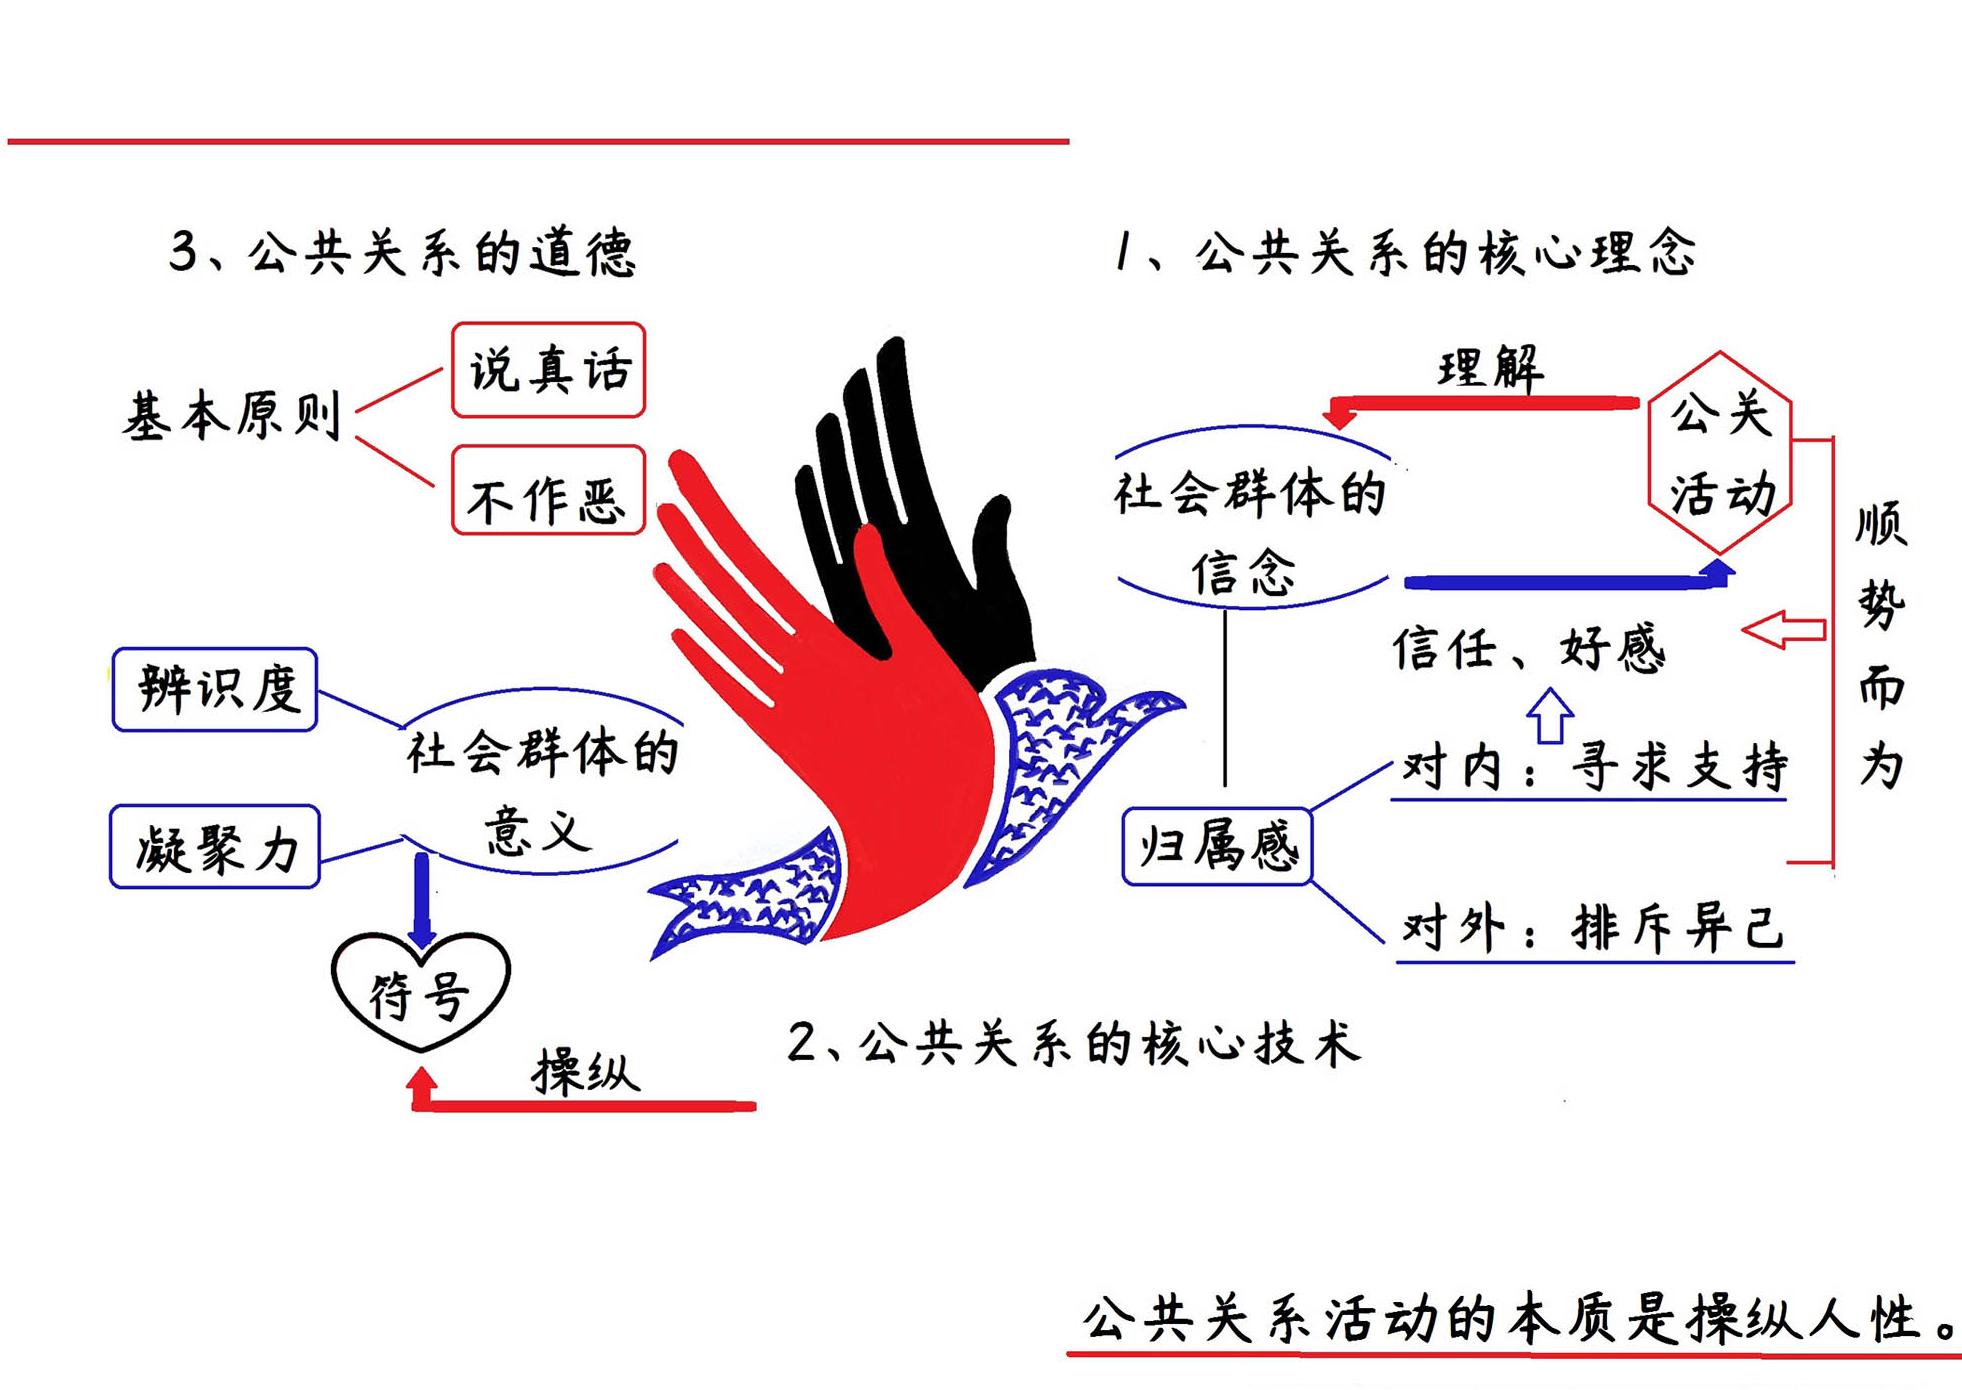 1、公共关系的核心理念
理解
公关
活动
社会群体的
信念
信任、好感
顺势而为
对内：寻求支持
归属感
对外：排斥异己
2、公共关系的核心技术
操纵
符号
社会群体的
意义
辨识度
凝聚力
3、公共关系的道德
基本原则
说真话
不作恶
公共关系活动的本质是操纵人性。